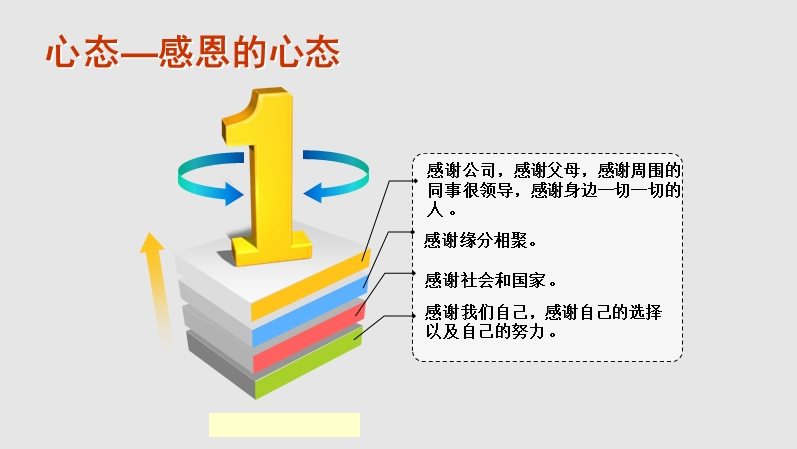 心态—感恩的心态
1
感谢公司，感谢父母，感谢周围的
同事很领导，感谢身边一切一切的
人。
感谢缘分相聚。
感谢社会和国家。
感谢我们自己，感谢自己的选择
以及自己的努力。